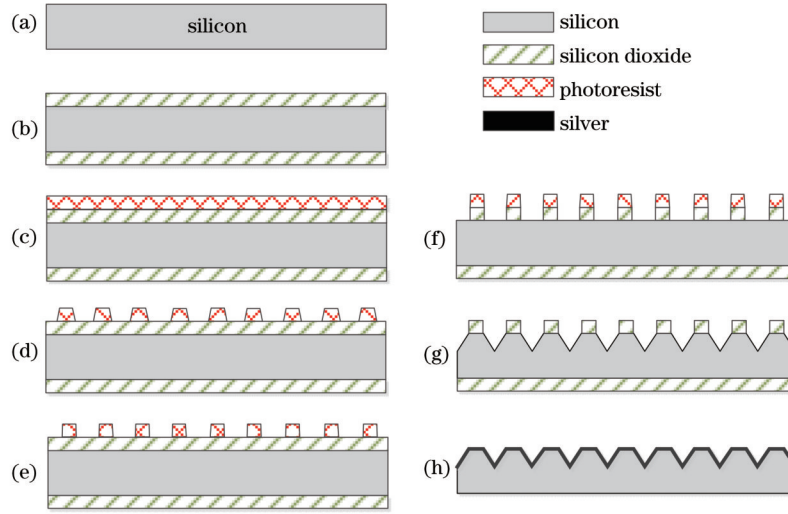 (a)
silicon
(b)
(c)
(d)
(e)
silicon
silicon dioxide
photoresist
silver
(f)
(g)
(h)